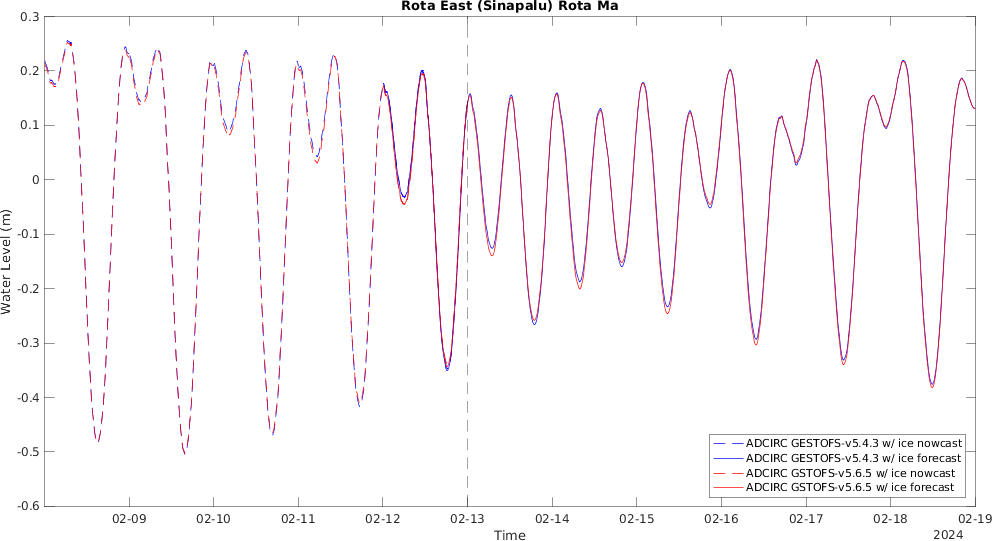 Rota East (Sinapalu) Rota Ma
0.3
0.2
0.1
0
-0.1
-0.2
-0.3
-0.4
-0.5
-0.6
Water Level (m)
02-09 02-10 02-11 02-12 02-13 02-14 02-15 02-16 02-17 02-18 02-19
Time
2024
ADCIRC GESTOFS-v5.4.3 w/ ice nowcast
ADCIRC GESTOFS-v5.4.3 w/ ice forecast
ADCIRC GSTOFS-v5.6.5 w/ ice nowcast
ADCIRC GSTOFS-v5.6.5 w/ ice forecast